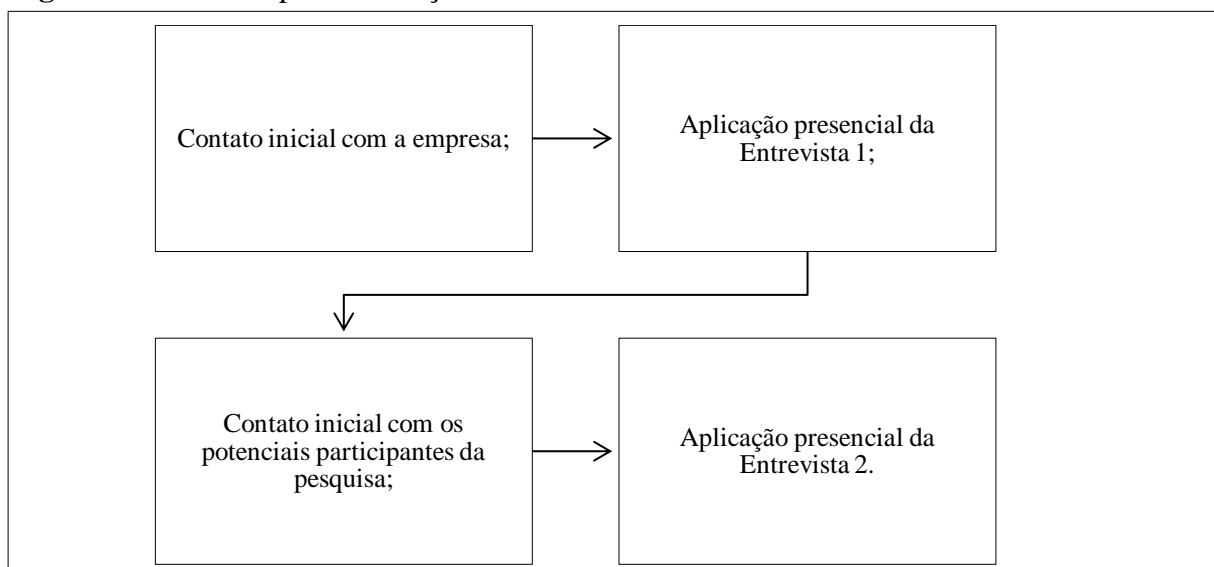 Contato inicial com a empresa;
Aplicação presencial da
Entrevista 1;
Contato inicial com os
potenciais participantes da
pesquisa;
Aplicação presencial da
Entrevista 2.